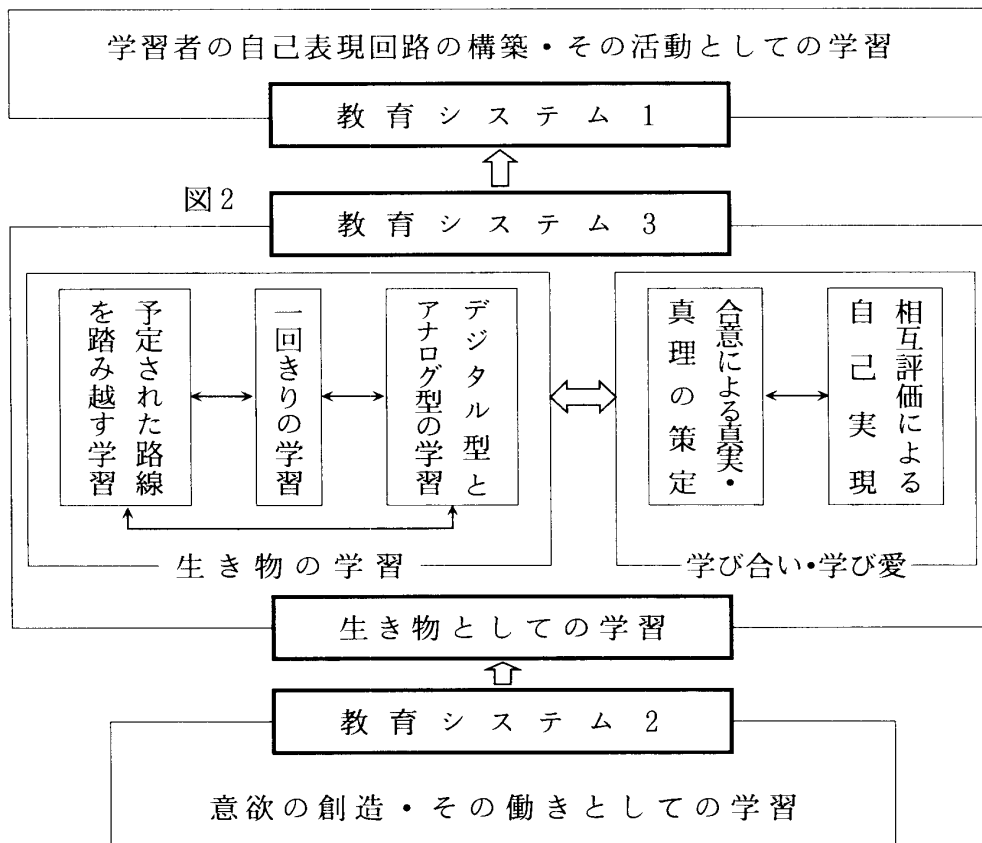 学習者の自己表現回路の構築・その活動としての学習
教育システム1
図2
教育システム3
予定された路線
を踏み越す学習
一回きりの学習
デジタル型と
アナログ型の学習
合意による真実・
真理の策定
相互評価による
自己実現
生き物の学習
学び合い・学び愛
生き物としての学習
教育システム2
意欲の創造・その働きとしての学習